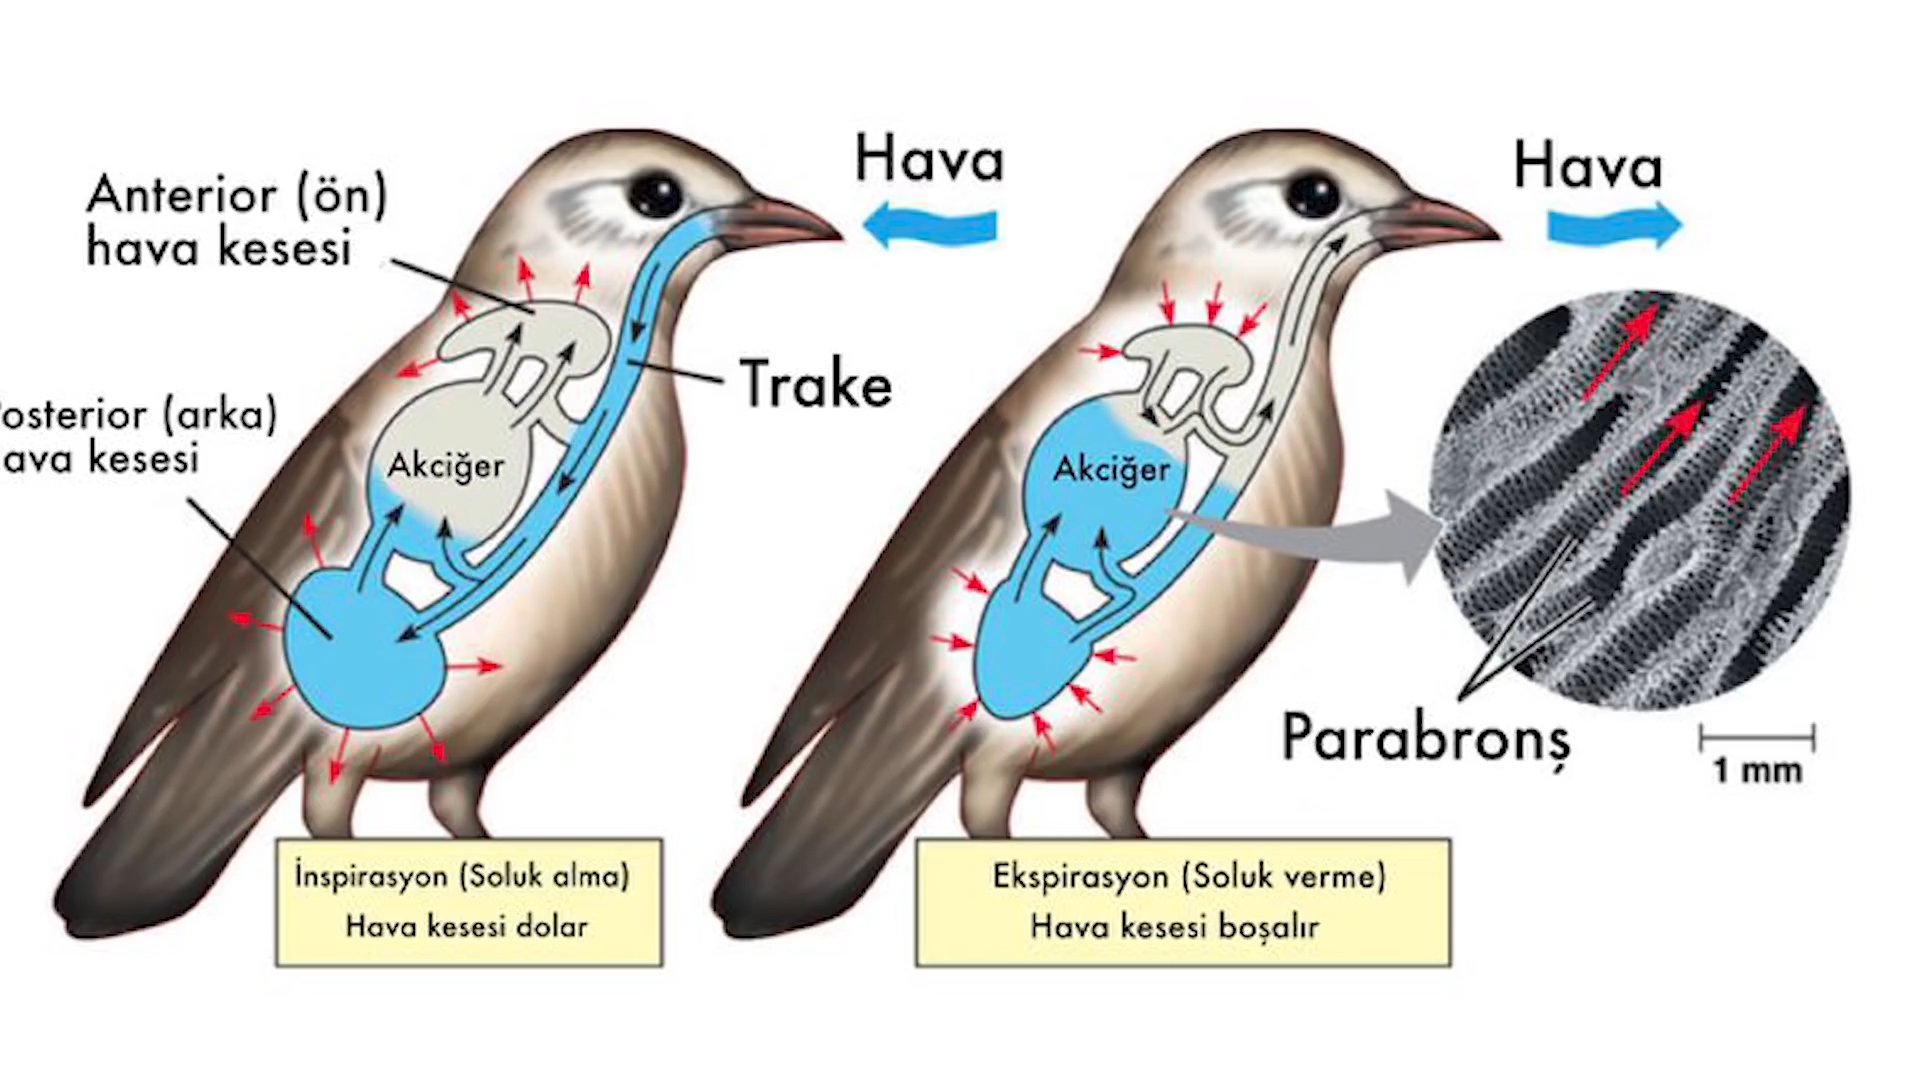 Anterior (ön)
hava kesesi
Hava
Hava
Trake
osterior (arka)
ava kesesi
Akciğer
Akciğer
Parabronş
1 mm
İnspirasyon (Soluk alma)
Hava kesesi dolar
Ekspirasyon (Soluk verme)
Hava kesesi boşalır